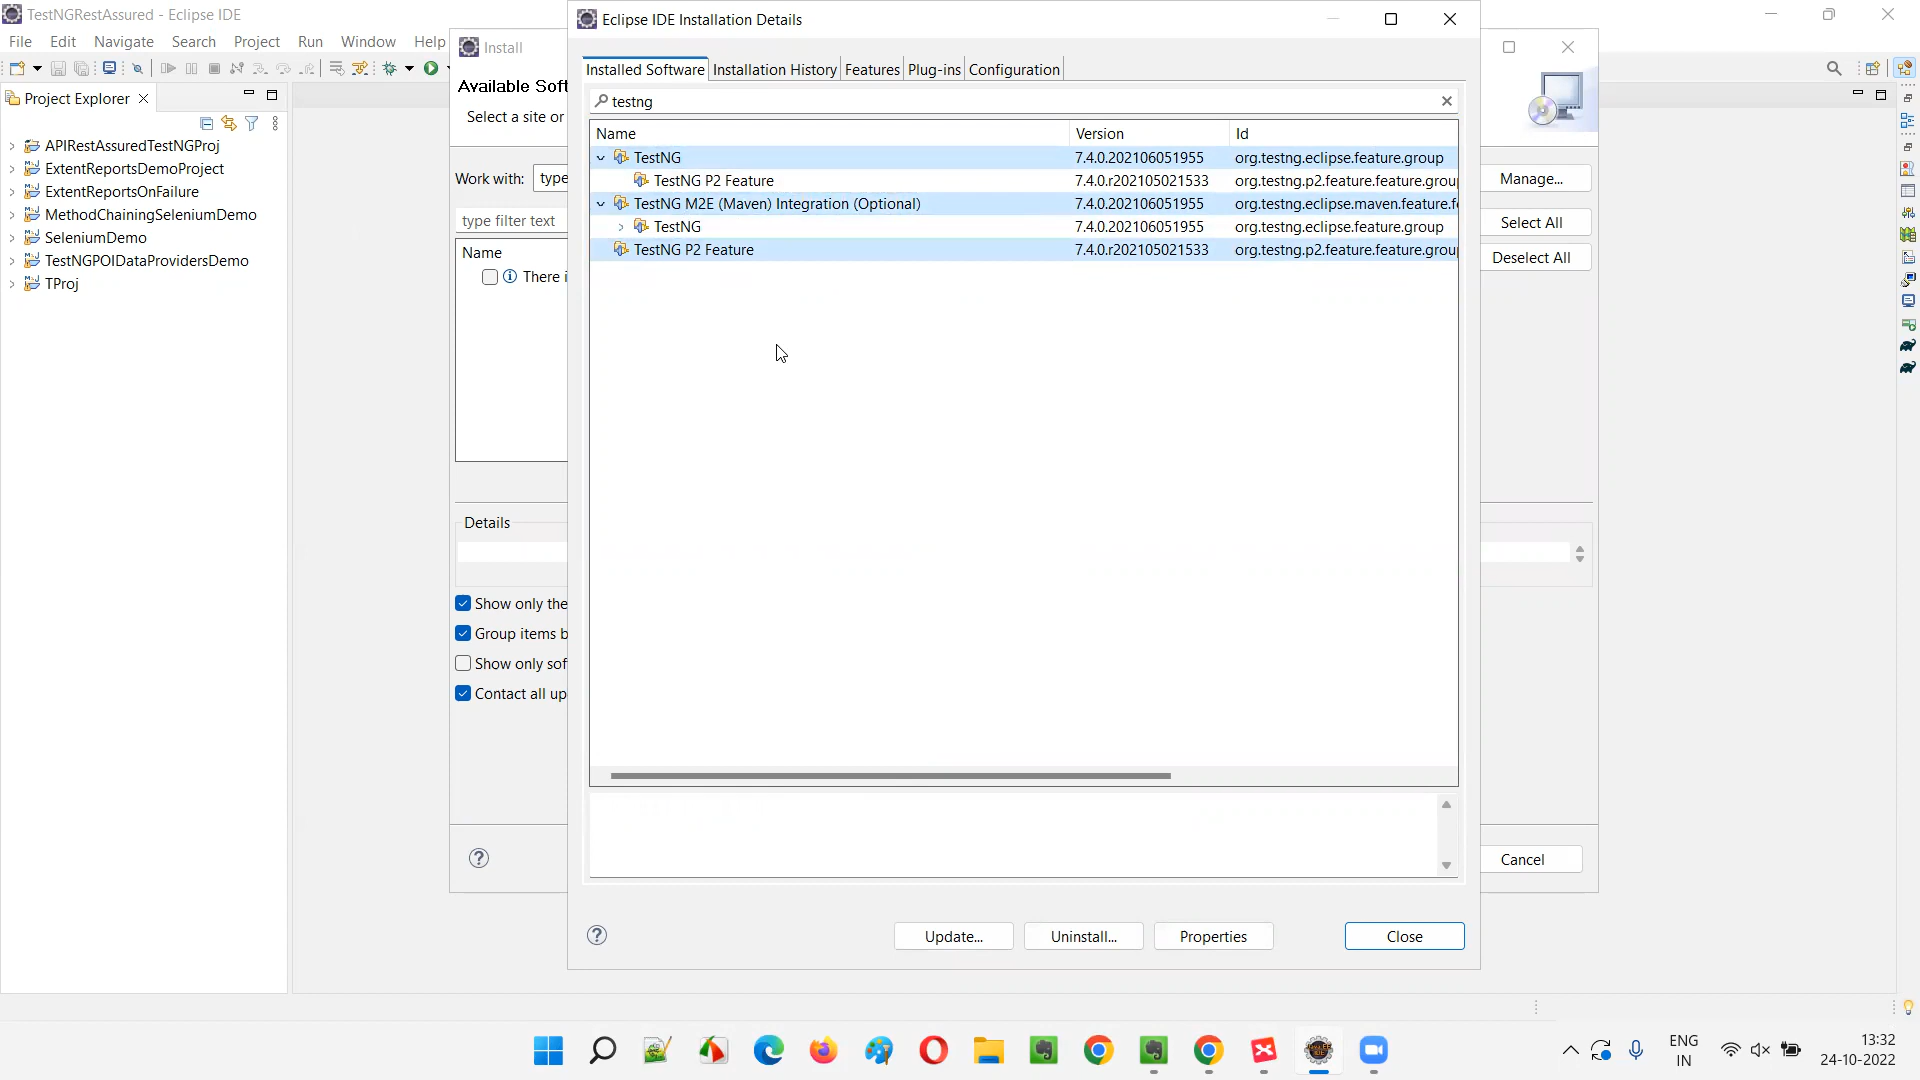 TestNGRestAssured - Eclipse IDE
File Edit Navigate Search Project Run Window Help
Project Explorer
APIRestAssuredTestNGProj
ExtentReportsDemoProject
ExtentReportsOnFailure
MethodChainingSeleniumDemo
SeleniumDemo
TestNGPOIDataProvidersDemo
TProj
Install
Available Soft
Select a site or
Work with: type
Manage...
type filter text
Select All
Name
Deselect All
There i
Details
Show only the
Group items b
Show only sof
Contact all up
Cancel
Eclipse IDE Installation Details
Installed Software Installation History Features Plug-ins Configuration
testng
Name Version Id
TestNG 7.4.0.202106051955 org.testng.eclipse.feature.group
TestNG P2 Feature 7.4.0.r202105021533 org.testng.p2.feature.feature.grou
TestNG M2E (Maven) Integration (Optional) 7.4.0.202106051955 org.testng.eclipse.maven.feature.f
TestNG 7.4.0.202106051955 org.testng.eclipse.feature.group
TestNG P2 Feature 7.4.0.r202105021533 org.testng.p2.feature.feature.grou
Update... Uninstall... Properties Close
ENG
IN
13:32
24-10-2022